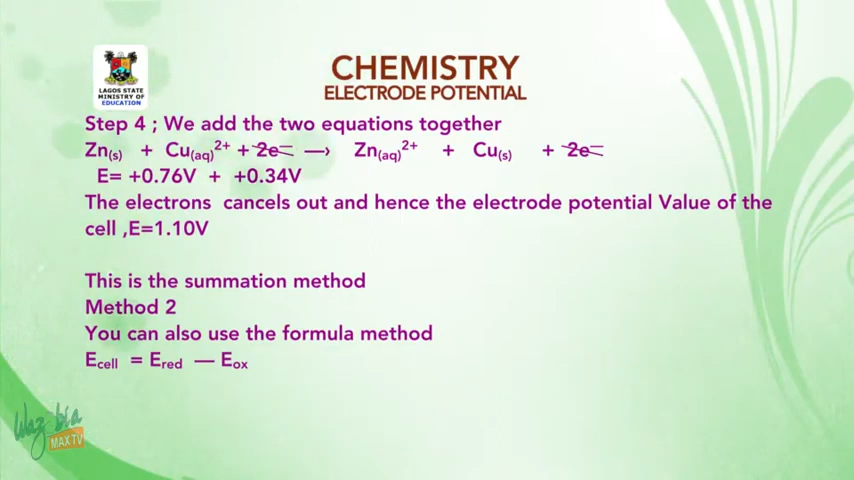 LAGOS STATE
MINISTRY OF
EDUCATION
CHEMISTRY
ELECTRODE POTENTIAL
Step 4 ; We add the two equations together
Zn(s) + Cu(aq)²⁺ + 2e⁻ —› Zn(aq)²⁺ + Cu(s) + 2e⁻
E= +0.76V + +0.34V
The electrons cancels out and hence the electrode potential Value of the
cell ,E=1.10V
This is the summation method
Method 2
You can also use the formula method
Ecell = Ered — Eox
Wazobia
MAX TV